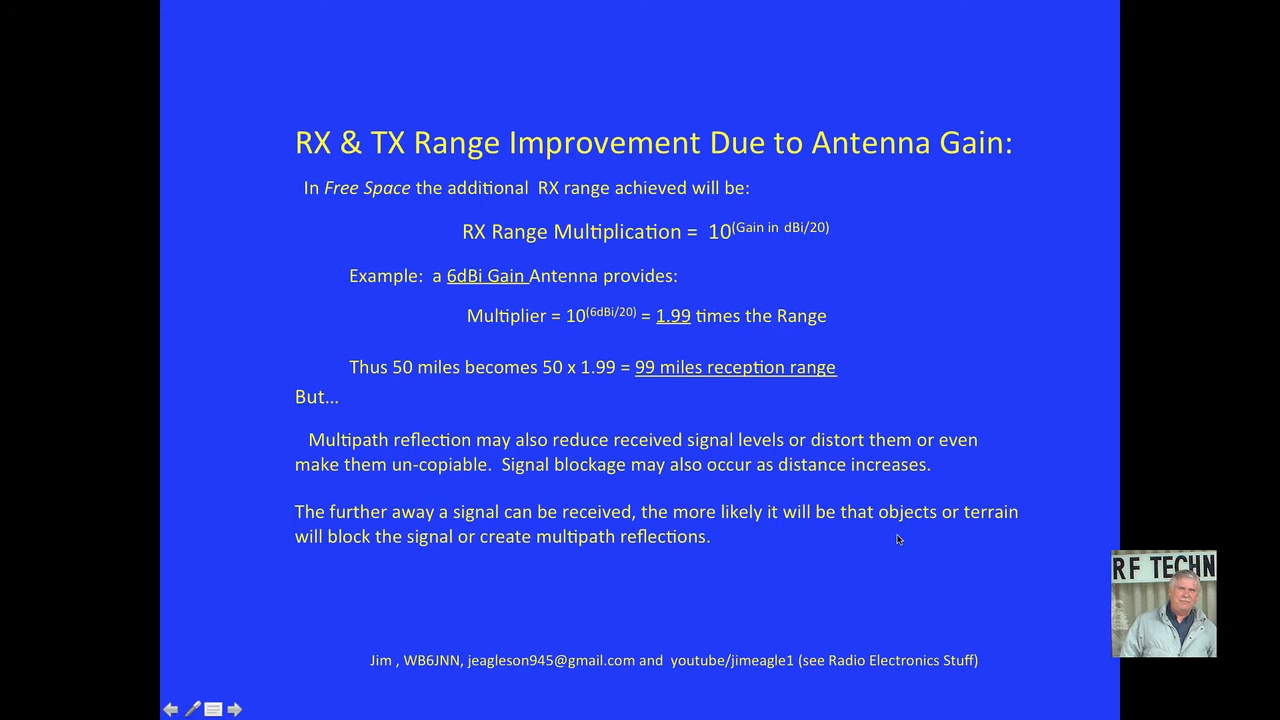 RX & TX Range Improvement Due to Antenna Gain:
In Free Space the additional RX range achieved will be:
RX Range Multiplication = 10(Gain in dBi/20)
Example: a 6dBi Gain Antenna provides:
Multiplier = 10(6dBi/20) = 1.99 times the Range
Thus 50 miles becomes 50 x 1.99 = 99 miles reception range
But...
Multipath reflection may also reduce received signal levels or distort them or even
make them un-copiable. Signal blockage may also occur as distance increases.
The further away a signal can be received, the more likely it will be that objects or terrain
will block the signal or create multipath reflections.
RF TECHN
Jim , WB6JNN, jeagleson945@gmail.com and youtube/jimeagle1 (see Radio Electronics Stuff)